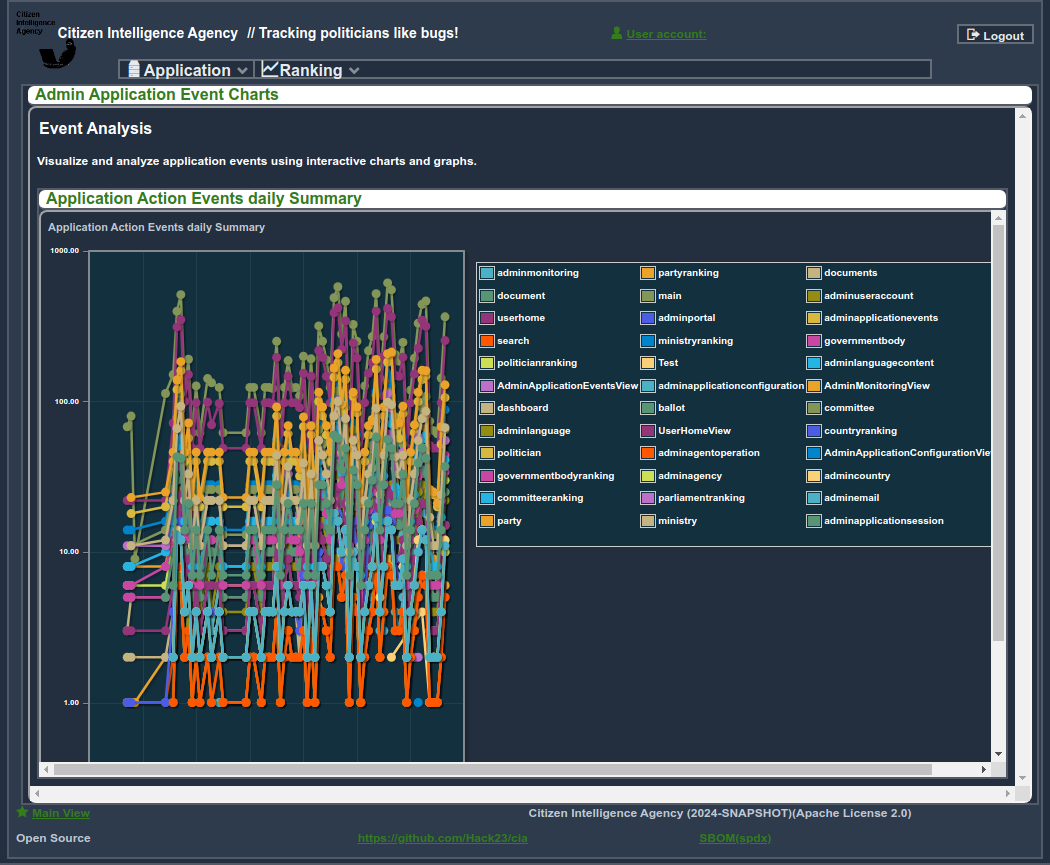 Citizen
Intelligence
Agency
Citizen Intelligence Agency // Tracking politicians like bugs!
User account:
Logout
Application
Ranking
Admin Application Event Charts
Event Analysis
Visualize and analyze application events using interactive charts and graphs.
Application Action Events daily Summary
Application Action Events daily Summary
1000.00
100.00
10.00
1.00
adminmonitoring partyranking documents
document main adminuseraccount
userhome adminportal adminapplicationevents
search ministryranking governmentbody
politicianranking Test adminlanguagecontent
AdminApplicationEventsView adminapplicationconfiguration AdminMonitoringView
dashboard ballot committee
adminlanguage UserHomeView countryranking
politician adminagentoperation AdminApplicationConfigurationVie
governmentbodyranking adminagency admincountry
committeeranking parliamentranking adminemail
party ministry adminapplicationsession
Main View
Citizen Intelligence Agency (2024-SNAPSHOT)(Apache License 2.0)
Open Source
https://github.com/Hack23/cia
SBOM(spdx)